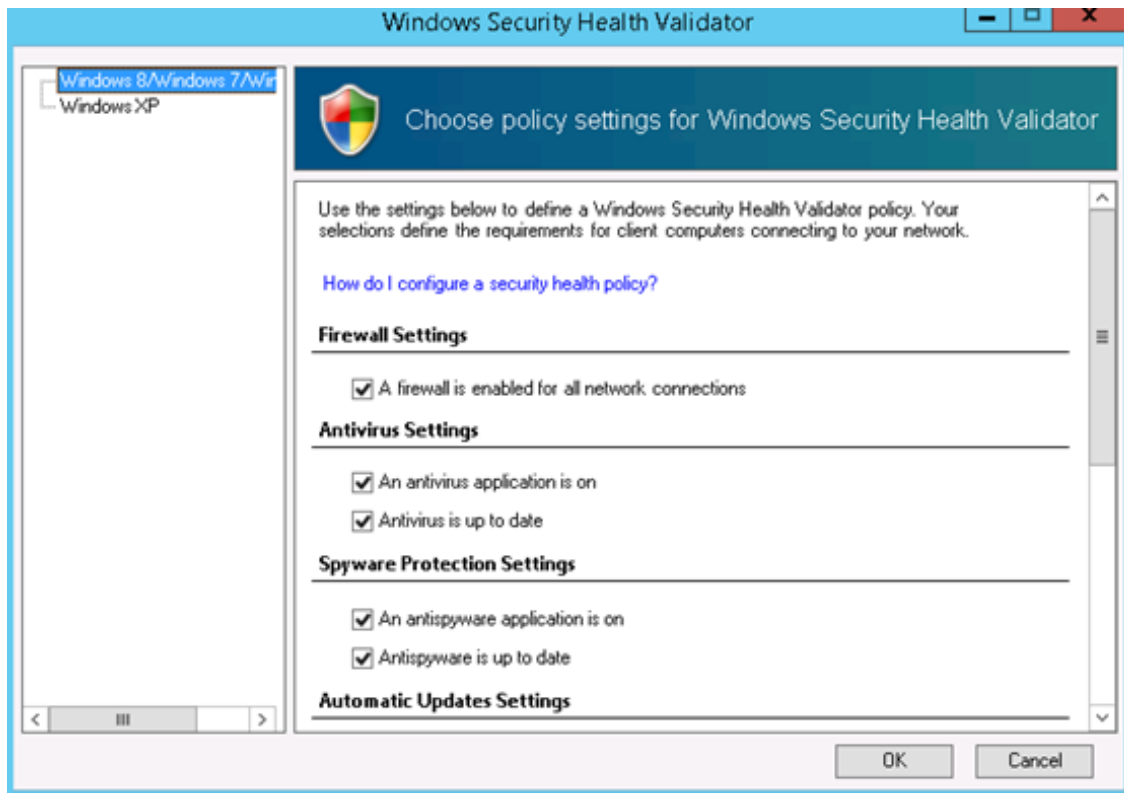 Windows Security Health Validator
Windows 8/Windows 7/Wir
Windows XP
Choose policy settings for Windows Security Health Validator
Use the settings below to define a Windows Security Health Validator policy. Your
selections define the requirements for client computers connecting to your network.
How do I configure a security health policy?
Firewall Settings
A firewall is enabled for all network connections
Antivirus Settings
An antivirus application is on
Antivirus is up to date
Spyware Protection Settings
An antispyware application is on
Antispyware is up to date
Automatic Updates Settings
OK Cancel